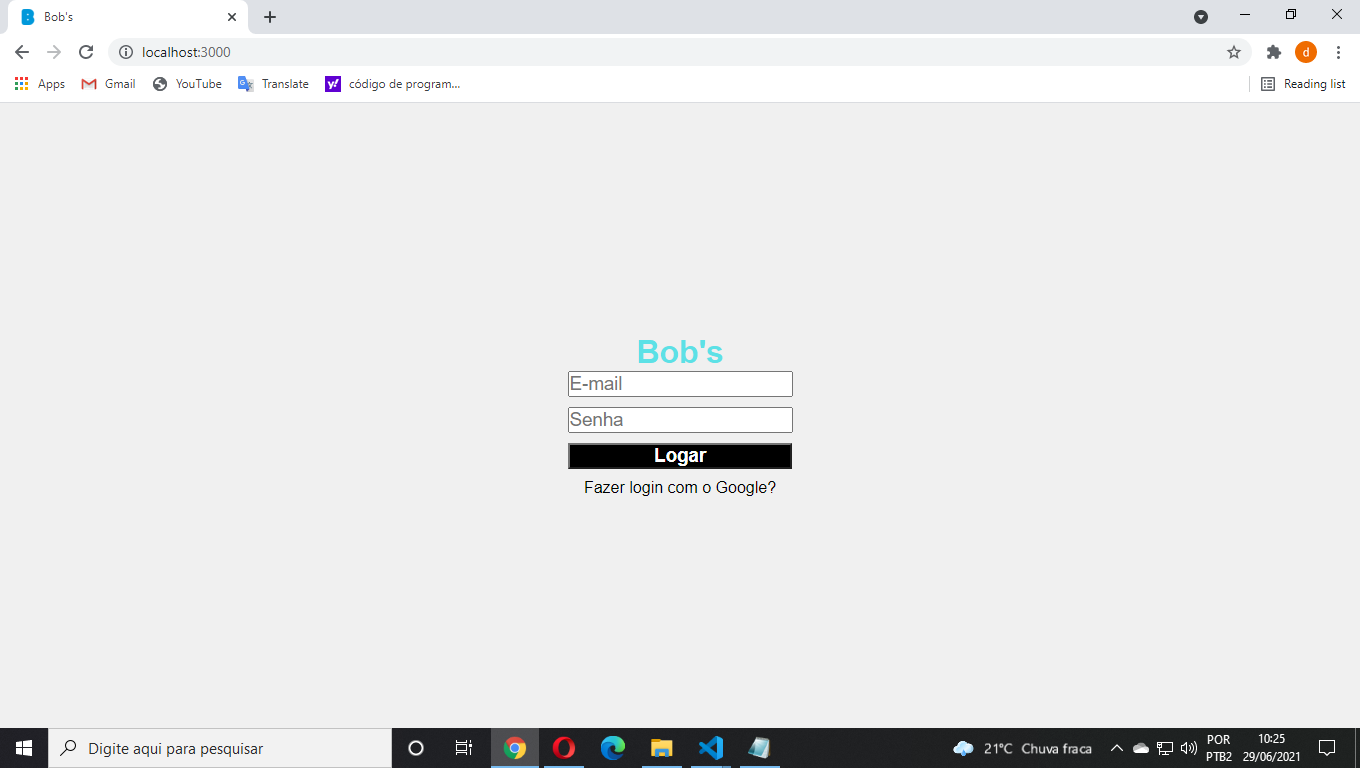 Bob's
localhost:3000
Apps Gmail YouTube Translate código de program... Reading list
Bob's
E-mail
Senha
Logar
Fazer login com o Google?
Digite aqui para pesquisar
21°C Chuva fraca
POR
PTB2
10:25
29/06/2021